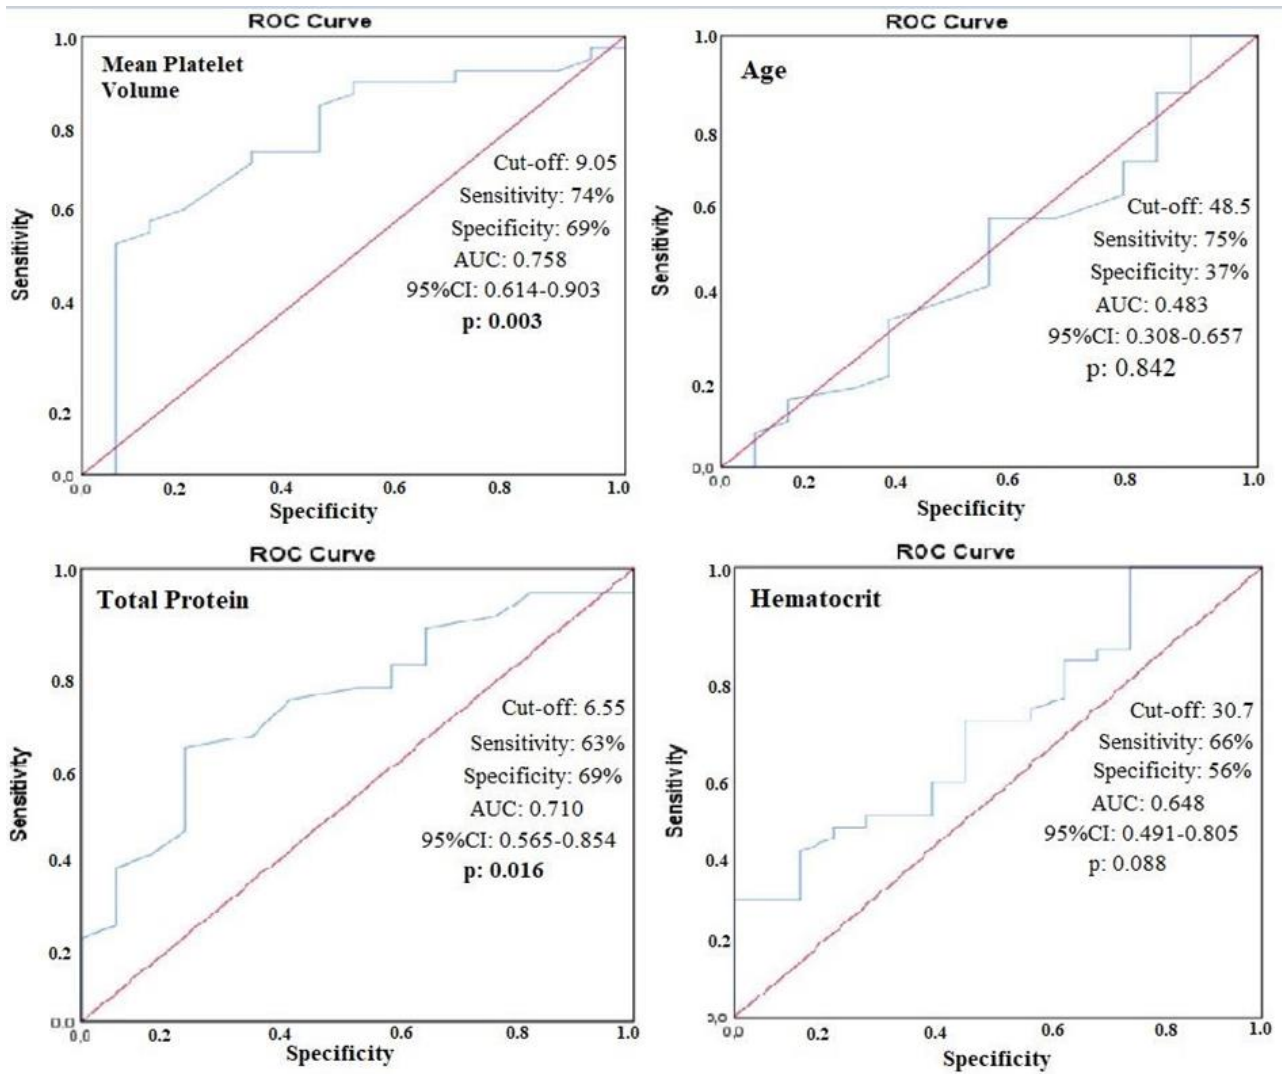 ROC Curve
Mean Platelet
Volume
1.0
0.8
0.6
0.4
0.2
0.0
Sensitivity
Cut-off: 9.05
Sensitivity: 74%
Specificity: 69%
AUC: 0.758
95%CI: 0.614-0.903
p: 0.003
0.0 0.2 0.4 0.6 0.8 1.0
Specificity
ROC Curve
Age
1.0
0.8
0.6
0.4
0.2
0.0
Sensitivity
Cut-off: 48.5
Sensitivity: 75%
Specificity: 37%
AUC: 0.483
95%CI: 0.308-0.657
p: 0.842
0.0 0.2 0.4 0.6 0.8 1.0
Specificity
ROC Curve
Total Protein
1.0
0.8
0.6
0.4
0.2
0.0
Sensitivity
Cut-off: 6.55
Sensitivity: 63%
Specificity: 69%
AUC: 0.710
95%CI: 0.565-0.854
p: 0.016
0.0 0.2 0.4 0.6 0.8 1.0
Specificity
ROC Curve
Hematocrit
1.0
0.8
0.6
0.4
0.2
0,0
Sensitivity
Cut-off: 30.7
Sensitivity: 66%
Specificity: 56%
AUC: 0.648
95%CI: 0.491-0.805
p: 0.088
0.0 0.2 0.4 0.6 0.8 1.0
Specificity